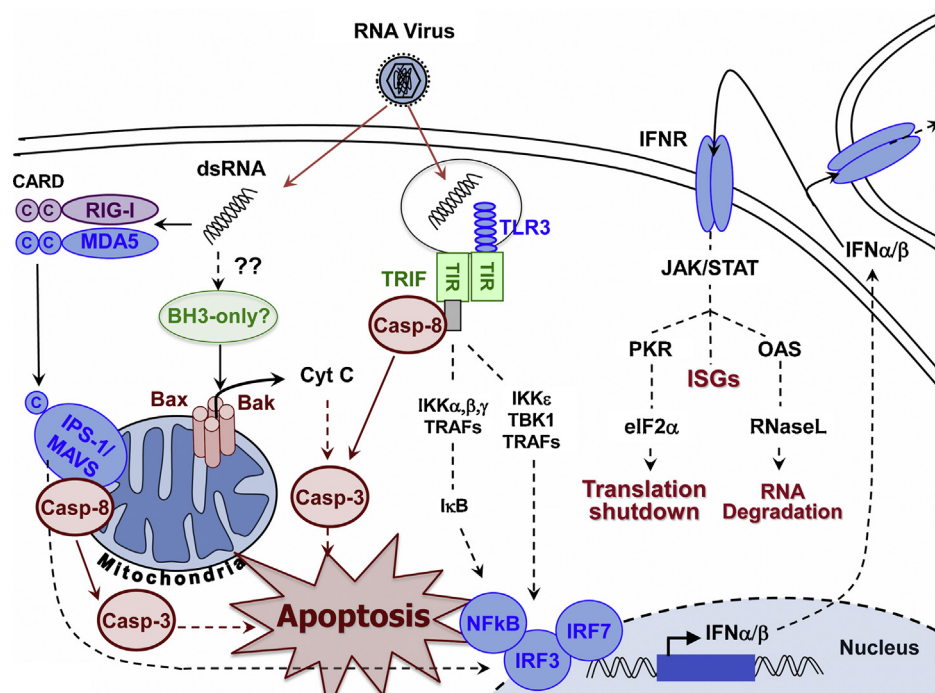 RNA Virus
IFNR
dsRNA
CARD
C C RIG-I
C C MDA5
TLR3
??
TRIF
TIR TIR
IFNα/β
JAK/STAT
BH3-only?
Casp-8
PKR
OAS
ISGs
Cyt C
Bax
Bak
C
IPS-1/
MAVS
IKKα,β,γ
TRAFs
IKKε
TBK1
TRAFs
eIF2α
RNaseL
Casp-8
Casp-3
IκB
Translation
shutdown
RNA
Degradation
Mitochondria
Casp-3
Apoptosis
NFkB
IRF3
IRF7
IFNα/β
Nucleus